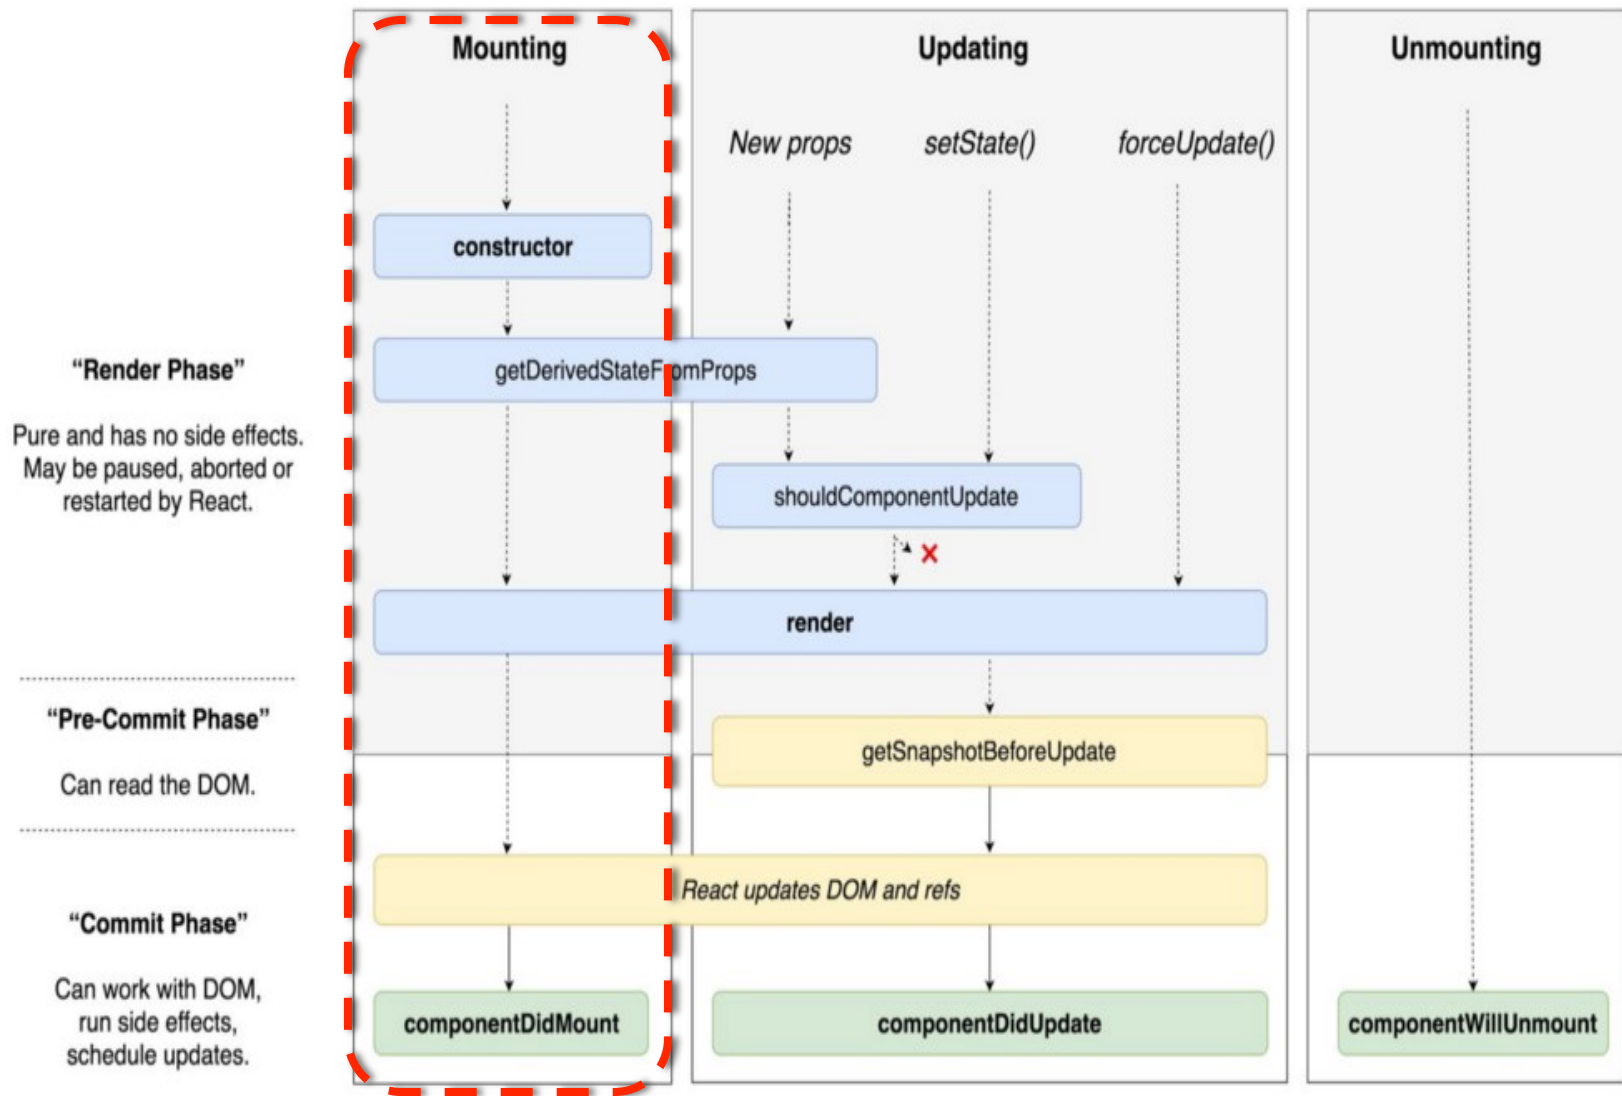 Mounting
Updating
Unmounting
New props
setState()
forceUpdate()
constructor
"Render Phase"
getDerivedStateFromProps
Pure and has no side effects.
May be paused, aborted or
restarted by React.
shouldComponentUpdate
render
"Pre-Commit Phase"
getSnapshotBeforeUpdate
Can read the DOM.
React updates DOM and refs
"Commit Phase"
Can work with DOM,
run side effects,
schedule updates.
componentDidMount
componentDidUpdate
componentWillUnmount